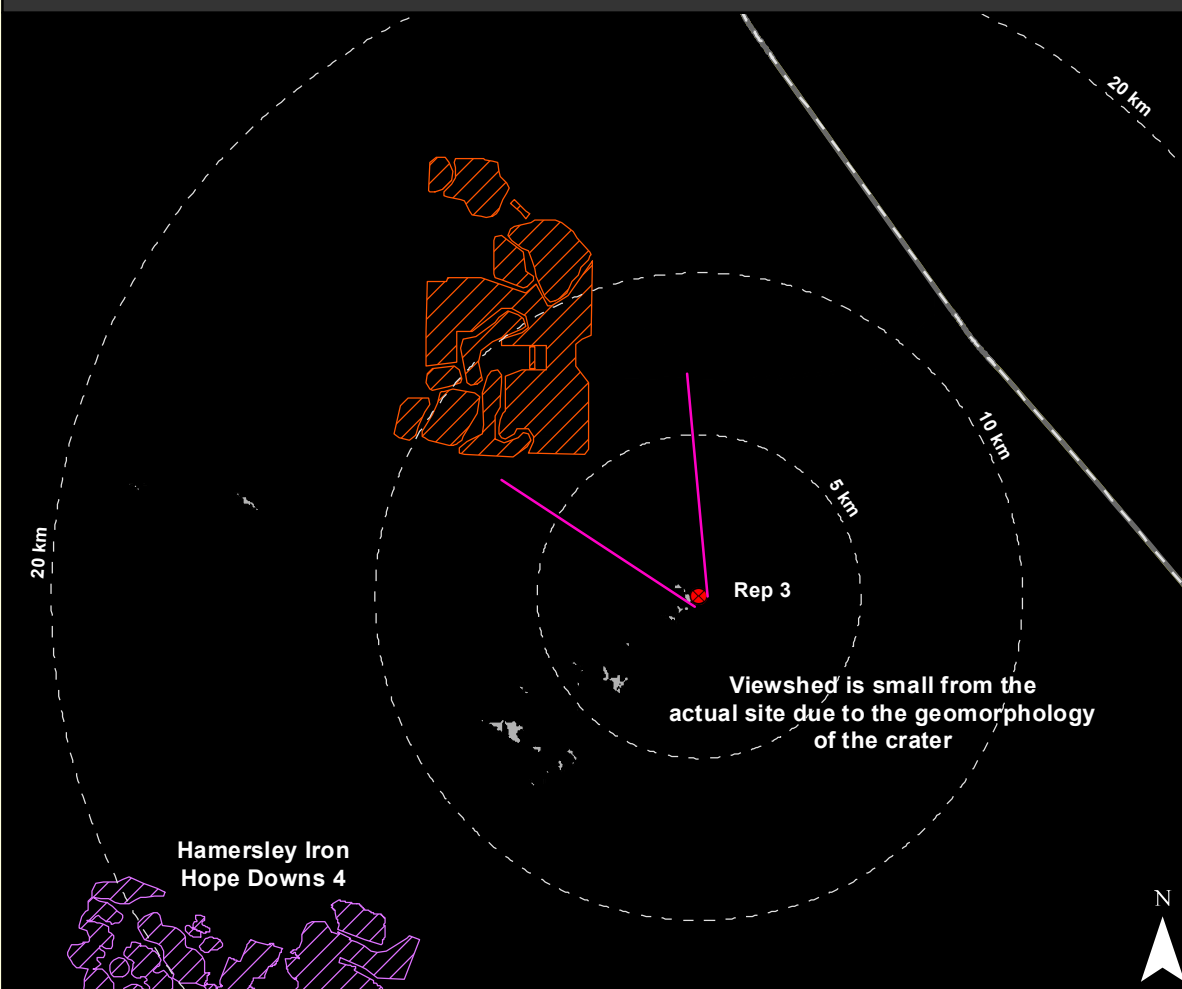 20 km
10 km
5 km
20 km
Rep 3
Viewshed is small from the
actual site due to the geomorphology
of the crater
Hamersley Iron
Hope Downs 4
N